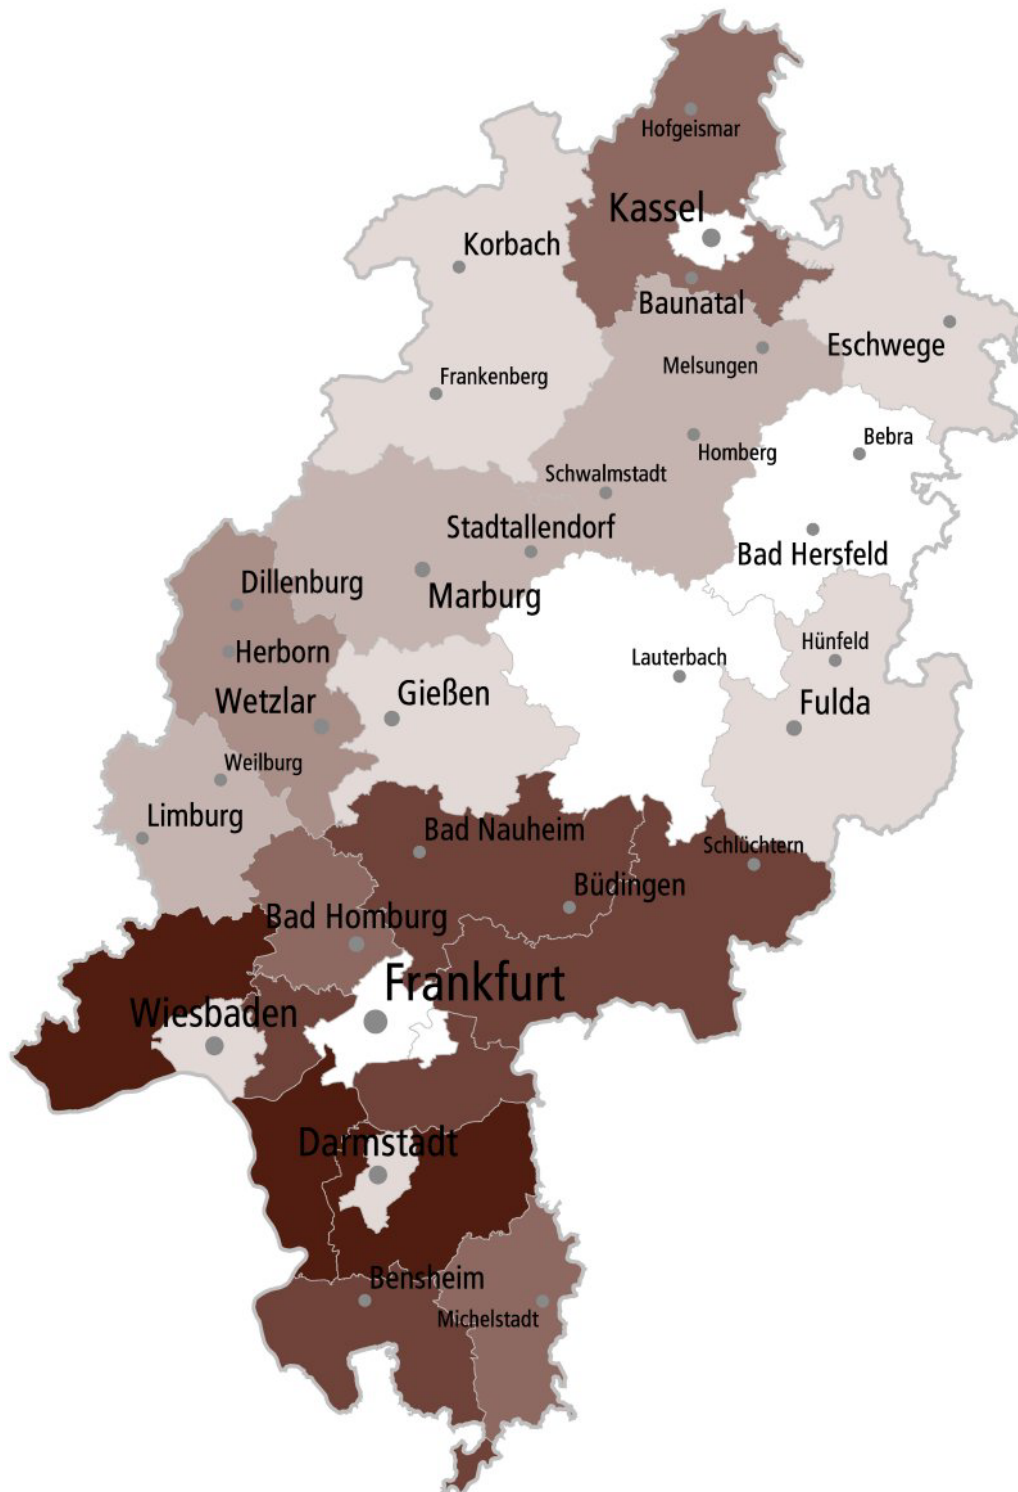 Hofgeismar
Kassel
Korbach
Baunatal
Eschwege
Melsungen
Frankenberg
Bebra
Homberg
Schwalmstadt
Stadtallendorf
Bad Hersfeld
Dillenburg
Marburg
Hünfeld
Herborn
Lauterbach
Gießen
Wetzlar
Fulda
Weilburg
Limburg
Bad Nauheim
Schlüchtern
Büdingen
Bad Homburg
Frankfurt
Wiesbaden
Darmstadt
Bensheim
Michelstadt